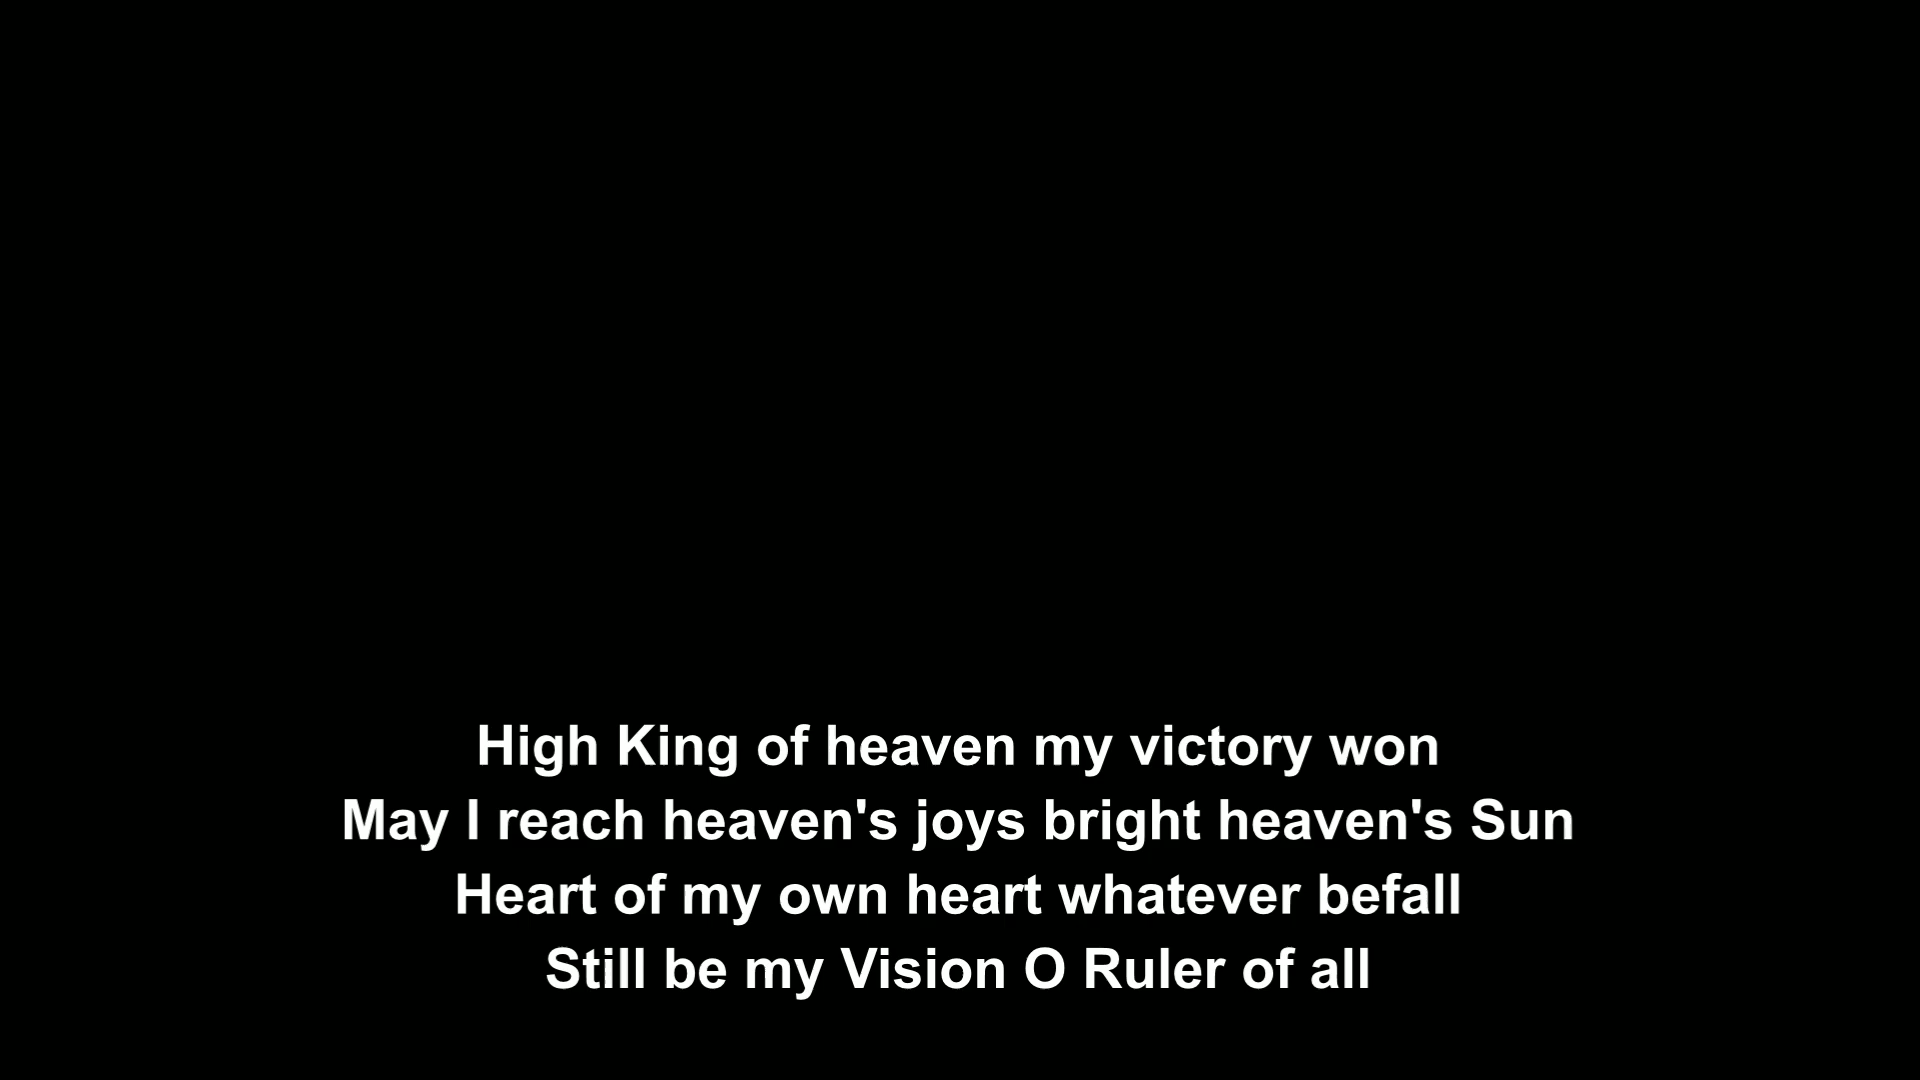 High King of heaven my victory won
May I reach heaven's joys bright heaven's Sun
Heart of my own heart whatever befall
Still be my Vision O Ruler of all